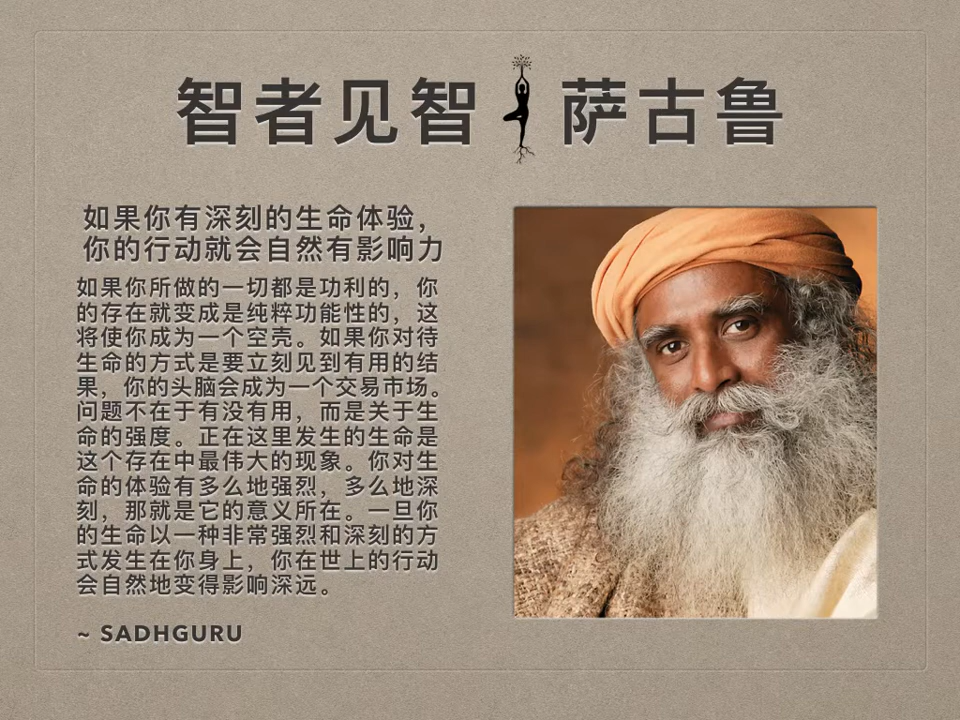 智者见智 萨古鲁
如果你有深刻的生命体验，
你的行动就会自然有影响力
如果你所做的一切都是功利的，你
的存在就变成是纯粹功能性的，这
将使你成为一个空壳。如果你对待
生命的方式是要立刻见到有用的结
果，你的头脑会成为一个交易市场。
问题不在于有没有用，而是关于生
命的强度。正在这里发生的生命是
这个存在中最伟大的现象。你对生
命的体验有多么地强烈，多么地深
刻，那就是它的意义所在。一旦你
的生命以一种非常强烈和深刻的方
式发生在你身上，你在世上的行动
会自然地变得影响深远。
~ SADHGURU